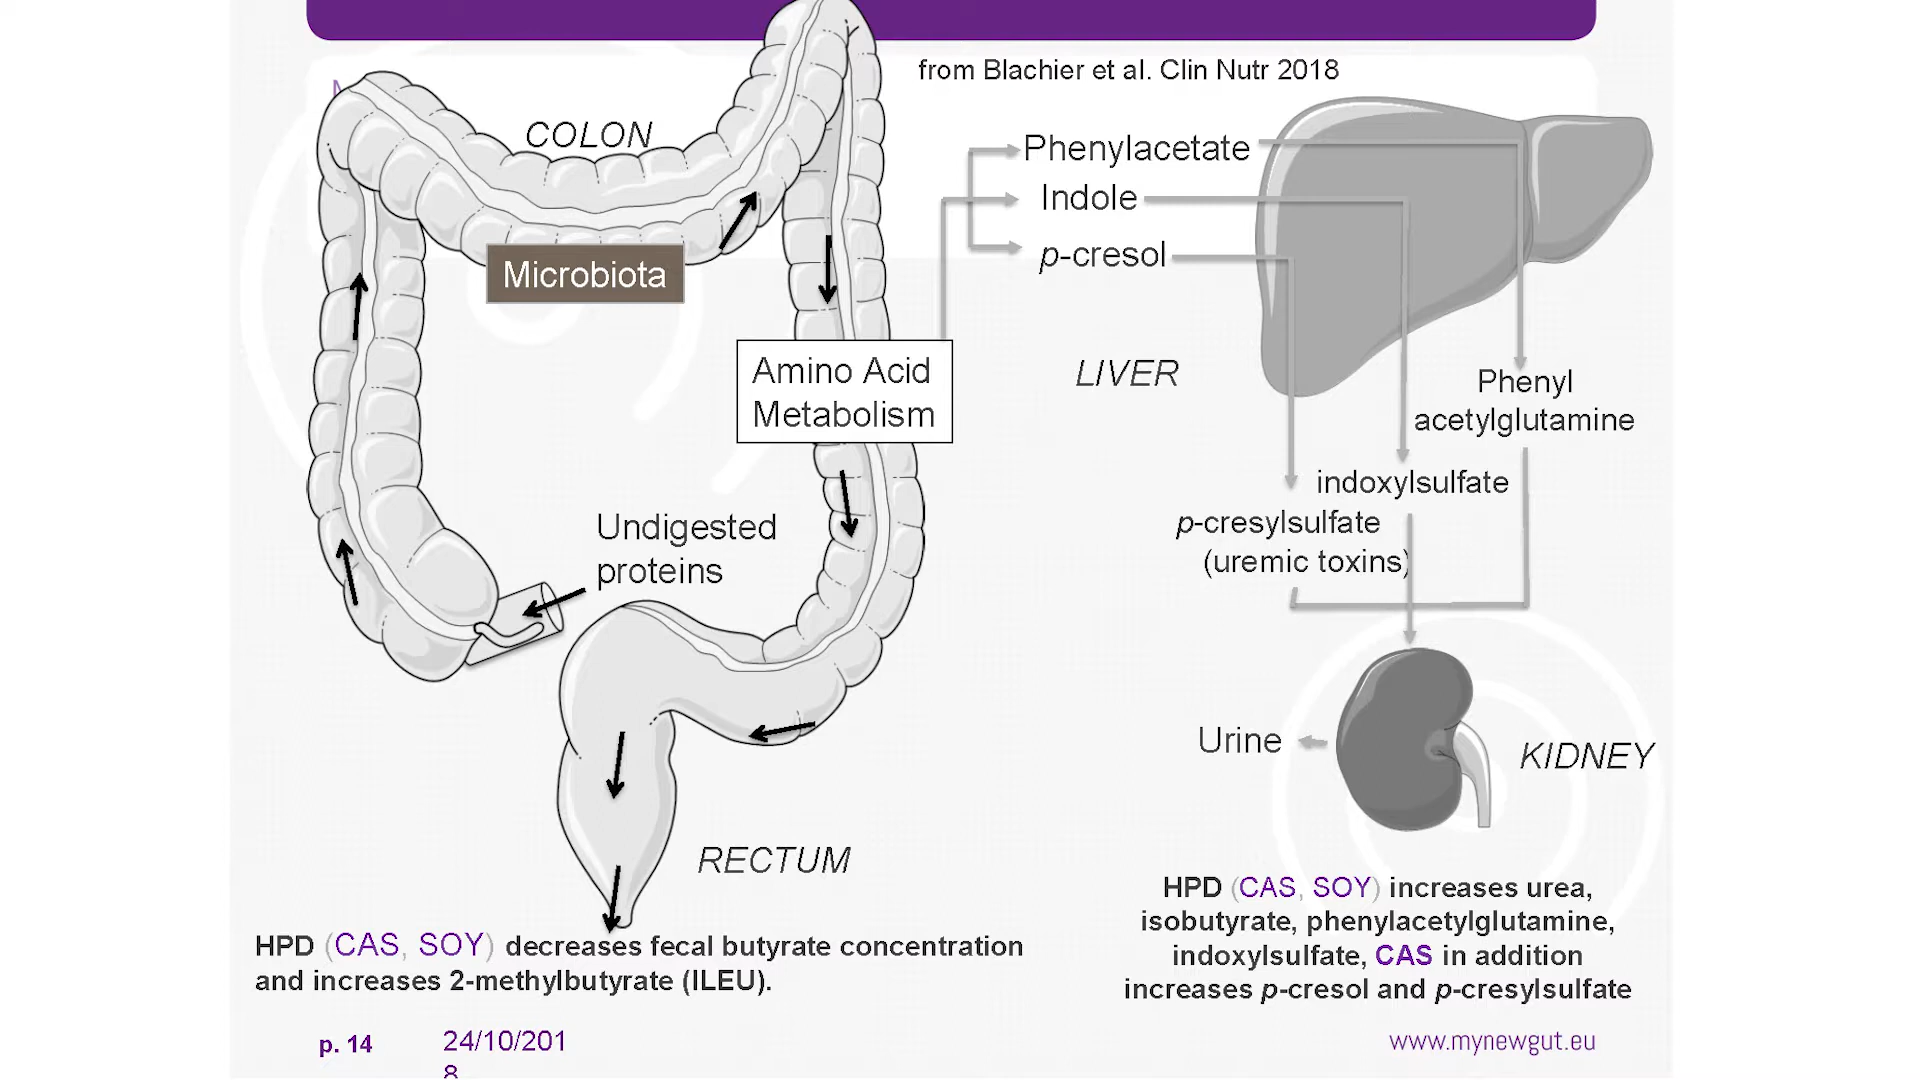 from Blachier et al. Clin Nutr 2018
COLON
Microbiota
Amino Acid
Metabolism
Undigested
proteins
RECTUM
Phenylacetate
Indole
p-cresol
LIVER
Phenyl
acetylglutamine
indoxylsulfate
p-cresylsulfate
(uremic toxins)
Urine
KIDNEY
HPD (CAS, SOY) decreases fecal butyrate concentration
and increases 2-methylbutyrate (ILEU).
HPD (CAS, SOY) increases urea,
isobutyrate, phenylacetylglutamine,
indoxylsulfate, CAS in addition
increases p-cresol and p-cresylsulfate
p. 14
24/10/201
8
www.mynewgut.eu